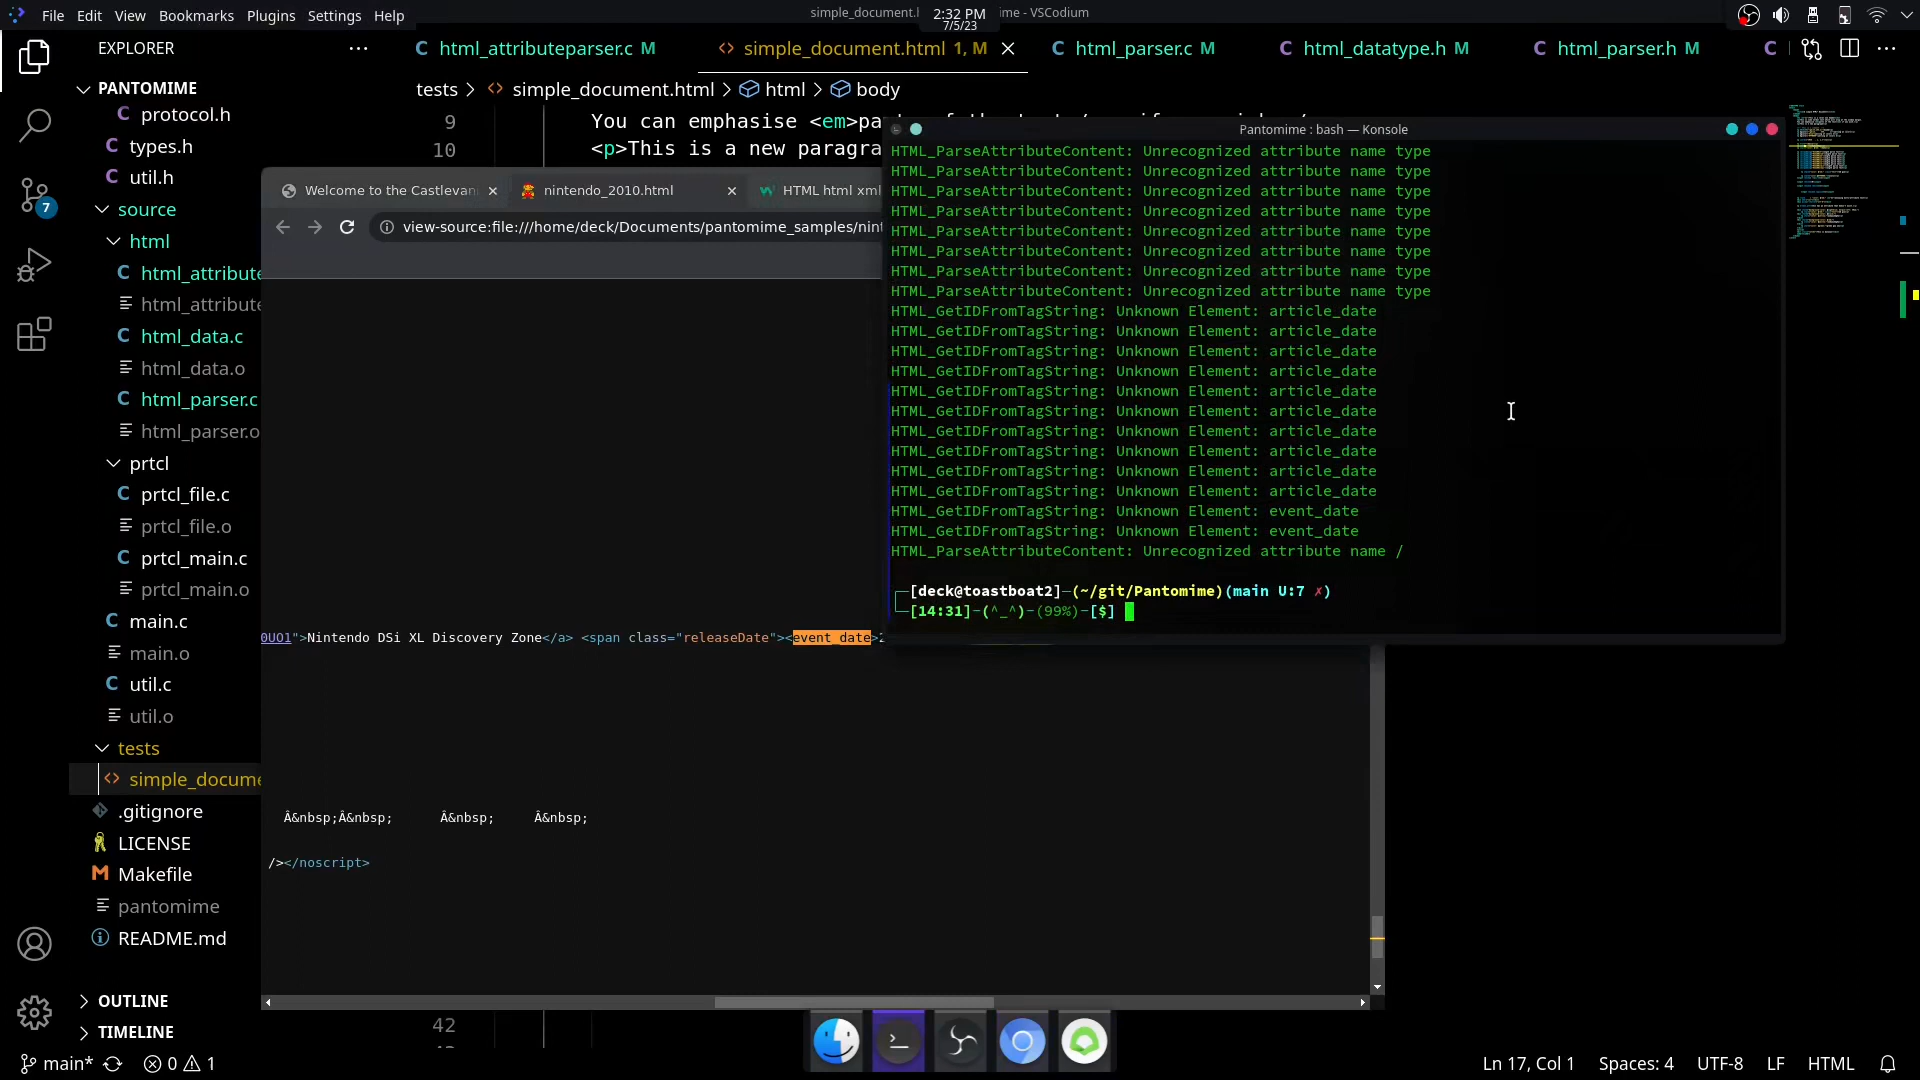 File Edit View Bookmarks Plugins Settings Help
2:32 PM
7/5/23
ime - VSCodium
EXPLORER
PANTOMIME
protocol.h
types.h
util.h
source
html
html_attribute
html_attribute
html_data.c
html_data.o
html_parser.c
html_parser.o
prtcl
prtcl_file.c
prtcl_file.o
prtcl_main.c
prtcl_main.o
main.c
main.o
util.c
util.o
tests
simple_docume
.gitignore
LICENSE
Makefile
pantomime
README.md
OUTLINE
TIMELINE
7
html_attributeparser.c M
simple_document.html 1, M
html_parser.c M
html_datatype.h M
html_parser.h M
tests > simple_document.html > html > body
9 You can emphasise <em>
10 <p>This is a new paragra
Welcome to the Castlevan
nintendo_2010.html
HTML html xml
view-source:file:///home/deck/Documents/pantomime_samples/nin
0UO1">Nintendo DSi XL Discovery Zone</a> <span class="releaseDate"><event_date>
Â&nbsp;Â&nbsp; Â&nbsp; Â&nbsp;
/></noscript>
42
Pantomime : bash — Konsole
HTML_ParseAttributeContent: Unrecognized attribute name type
HTML_ParseAttributeContent: Unrecognized attribute name type
HTML_ParseAttributeContent: Unrecognized attribute name type
HTML_ParseAttributeContent: Unrecognized attribute name type
HTML_ParseAttributeContent: Unrecognized attribute name type
HTML_ParseAttributeContent: Unrecognized attribute name type
HTML_ParseAttributeContent: Unrecognized attribute name type
HTML_ParseAttributeContent: Unrecognized attribute name type
HTML_GetIDFromTagString: Unknown Element: article_date
HTML_GetIDFromTagString: Unknown Element: article_date
HTML_GetIDFromTagString: Unknown Element: article_date
HTML_GetIDFromTagString: Unknown Element: article_date
HTML_GetIDFromTagString: Unknown Element: article_date
HTML_GetIDFromTagString: Unknown Element: article_date
HTML_GetIDFromTagString: Unknown Element: article_date
HTML_GetIDFromTagString: Unknown Element: article_date
HTML_GetIDFromTagString: Unknown Element: article_date
HTML_GetIDFromTagString: Unknown Element: article_date
HTML_GetIDFromTagString: Unknown Element: event_date
HTML_GetIDFromTagString: Unknown Element: event_date
HTML_ParseAttributeContent: Unrecognized attribute name /
[deck@toastboat2]-(~/git/Pantomime)(main U:7 ✗)
[14:31]-(^_^)-(99%)-[$]
main* 0 1
Ln 17, Col 1 Spaces: 4 UTF-8 LF HTML